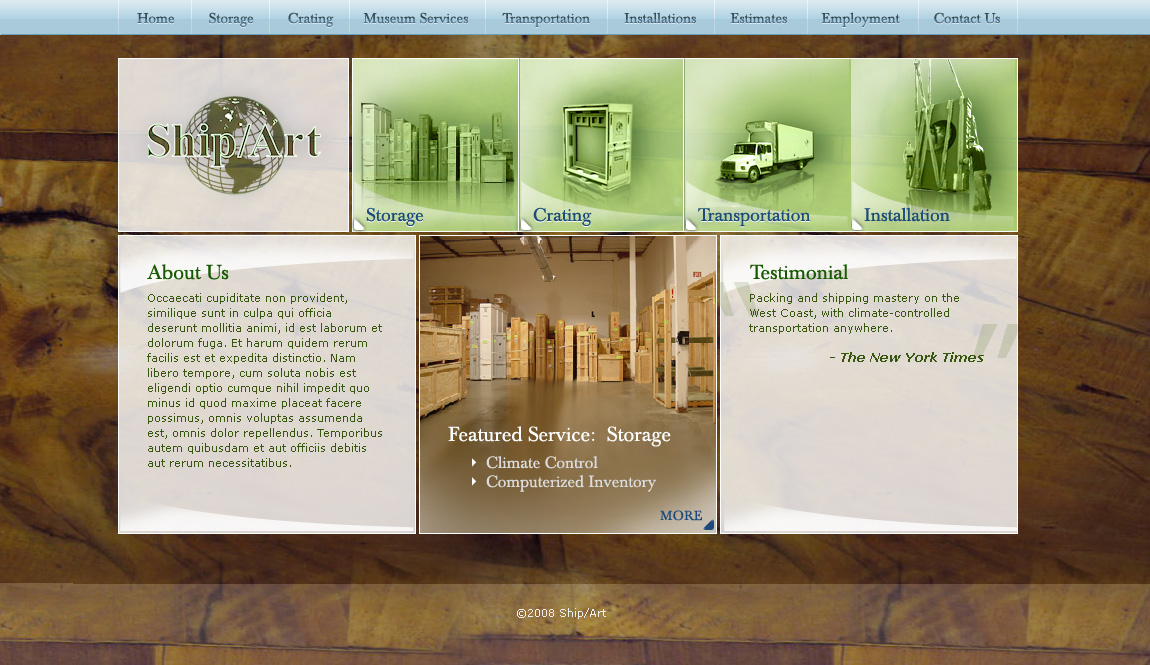 Home Storage Crating Museum Services Transportation Installations Estimates Employment Contact Us
Ship/Art
Storage Crating Transportation Installation
About Us
Occaecati cupiditate non provident,
similique sunt in culpa qui officia
deserunt mollitia animi, id est laborum et
dolorum fuga. Et harum quidem rerum
facilis est et expedita distinctio. Nam
libero tempore, cum soluta nobis est
eligendi optio cumque nihil impedit quo
minus id quod maxime placeat facere
possimus, omnis voluptas assumenda
est, omnis dolor repellendus. Temporibus
autem quibusdam et aut officiis debitis
aut rerum necessitatibus.
Featured Service: Storage
Climate Control
Computerized Inventory
MORE
Testimonial
Packing and shipping mastery on the
West Coast, with climate-controlled
transportation anywhere.
- The New York Times
©2008 Ship/Art